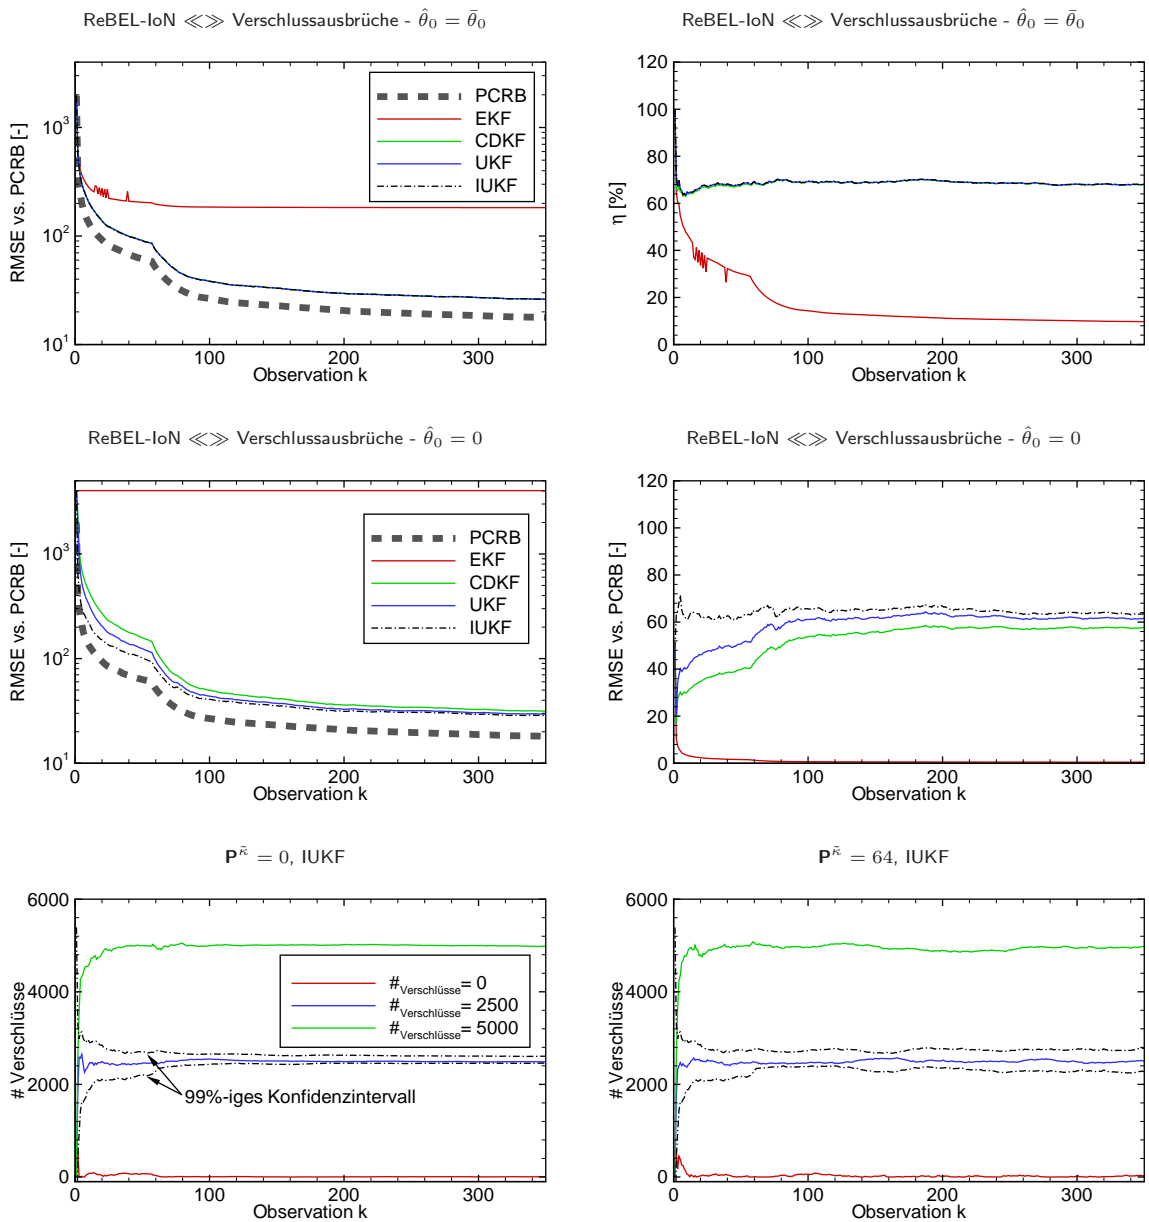 ReBEL-IoN ≪≫ Verschlussausbrüche - θ̂₀ = θ̄₀
RMSE vs. PCRB [-]
10³
10²
10¹
0
100
200
300
Observation k
PCRB
EKF
CDKF
UKF
IUKF
ReBEL-IoN ≪≫ Verschlussausbrüche - θ̂₀ = θ̄₀
η [%]
120
100
80
60
40
20
0
0
100
200
300
Observation k
ReBEL-IoN ≪≫ Verschlussausbrüche - θ̂₀ = 0
RMSE vs. PCRB [-]
10³
10²
10¹
0
100
200
300
Observation k
PCRB
EKF
CDKF
UKF
IUKF
ReBEL-IoN ≪≫ Verschlussausbrüche - θ̂₀ = 0
RMSE vs. PCRB [-]
120
100
80
60
40
20
0
0
100
200
300
Observation k
P^κ̃ = 0, IUKF
# Verschlüsse
6000
4000
2000
0
0
100
200
300
Observation k
#Verschlüsse= 0
#Verschlüsse= 2500
#Verschlüsse= 5000
99%-iges Konfidenzintervall
P^κ̃ = 64, IUKF
# Verschlüsse
6000
4000
2000
0
0
100
200
300
Observation k